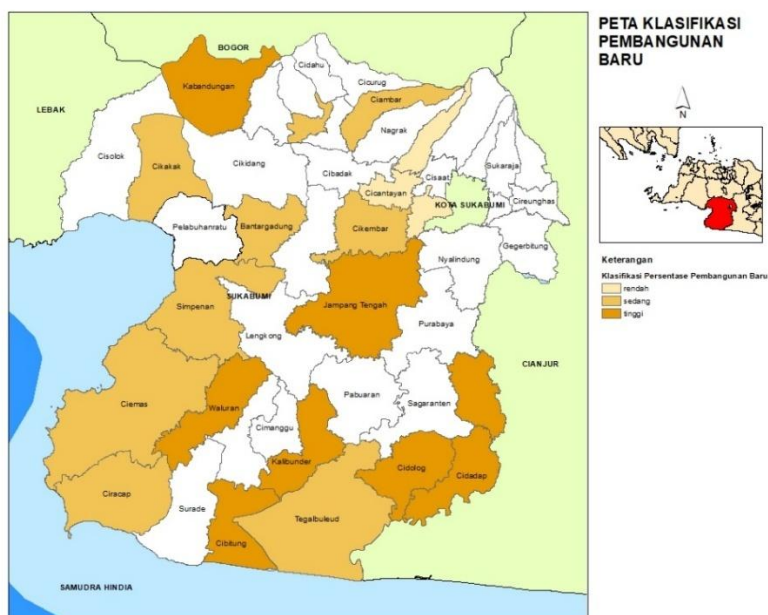 PETA KLASIFIKASI
PEMBANGUNAN
BARU
N
Keterangan
Klasifikasi Persentase Pembangunan Baru
rendah
sedang
tinggi
BOGOR
LEBAK
Kabandungan
Cidahu
Cicurug
Ciambar
Nagrak
Cisolok
Cikakak
Cikidang
Cibadak
Cisaat
Sukaraja
Cicantayan
KOTA SUKABUMI
Cireunghas
Pelabuhanratu
Bantargadung
Cikembar
Gegerbitung
Nyalindung
Simpenan
SUKABUMI
Jampang Tengah
Lengkong
Purabaya
CIANJUR
Ciemas
Waluran
Pabuaran
Sagaranten
Cimanggu
Kalibunder
Cidolog
Cidadap
Ciracap
Surade
Tegalbuleud
Cibitung
SAMUDRA HINDIA